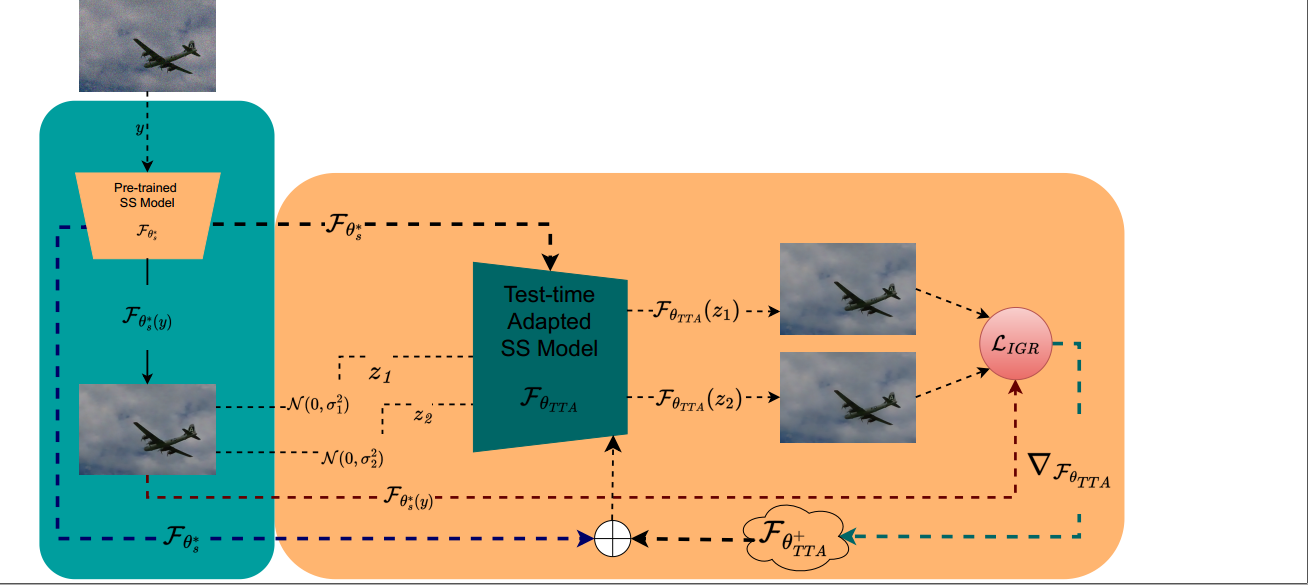 y
Pre-trained
SS Model
$\mathcal{F}_{\theta_s^*}$
$\mathcal{F}_{\theta_s^*}$
$\mathcal{F}_{\theta_s^*(y)}$
Test-time
Adapted
SS Model
$\mathcal{F}_{\theta_{TTA}}$
$\mathcal{F}_{\theta_{TTA}}(z_1)$
$\mathcal{F}_{\theta_{TTA}}(z_2)$
$\mathcal{L}_{IGR}$
$z_1$
$\mathcal{N}(0, \sigma_1^2)$
$z_2$
$\mathcal{N}(0, \sigma_2^2)$
$\nabla_{\mathcal{F}_{\theta_{TTA}}}$
$\mathcal{F}_{\theta_s^*(y)}$
$\mathcal{F}_{\theta_s^*}$
$\mathcal{F}_{\theta_{TTA}^+}$